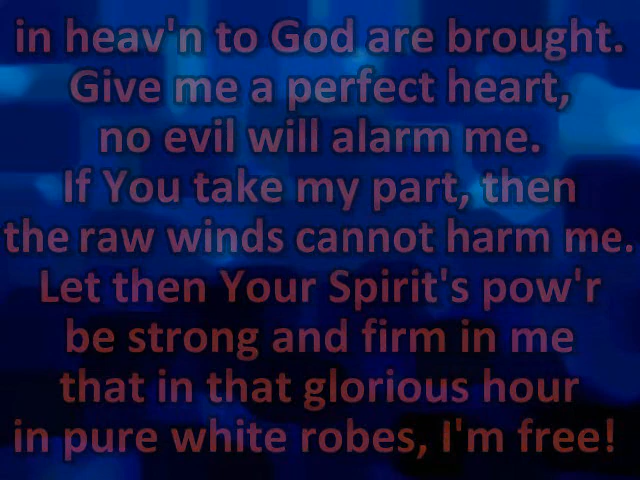 in heav'n to God are brought.
Give me a perfect heart,
no evil will alarm me.
If You take my part, then
the raw winds cannot harm me.
Let then Your Spirit's pow'r
be strong and firm in me
that in that glorious hour
in pure white robes, I'm free!